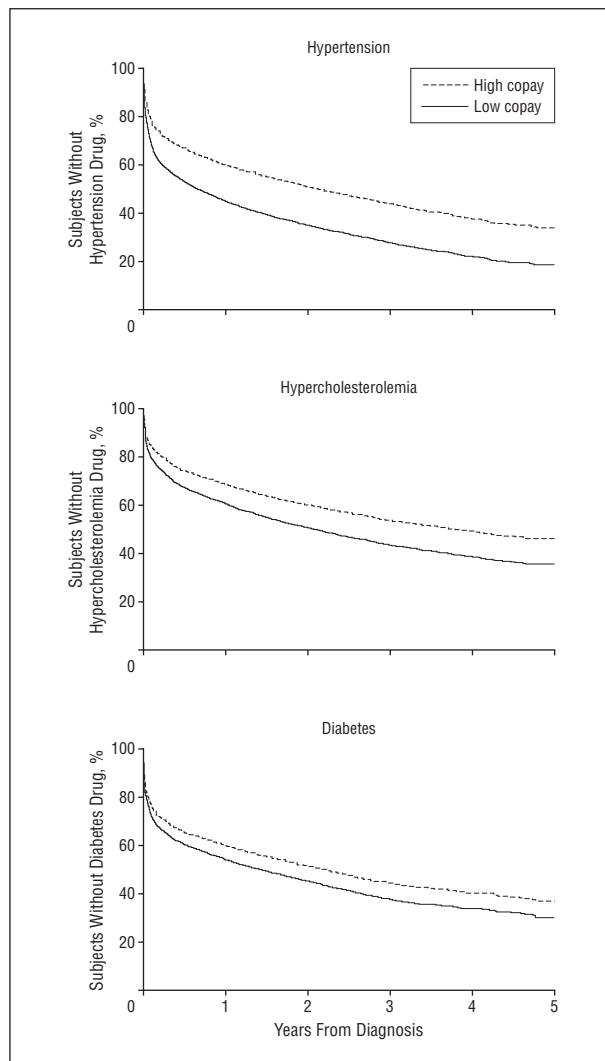 Hypertension
High copay
Low copay
Subjects Without
Hypertension Drug, %
100
80
60
40
20
0
Hypercholesterolemia
Subjects Without
Hypercholesterolemia Drug, %
100
80
60
40
20
0
Diabetes
Subjects Without Diabetes Drug, %
100
80
60
40
20
0
1
2
3
4
5
Years From Diagnosis